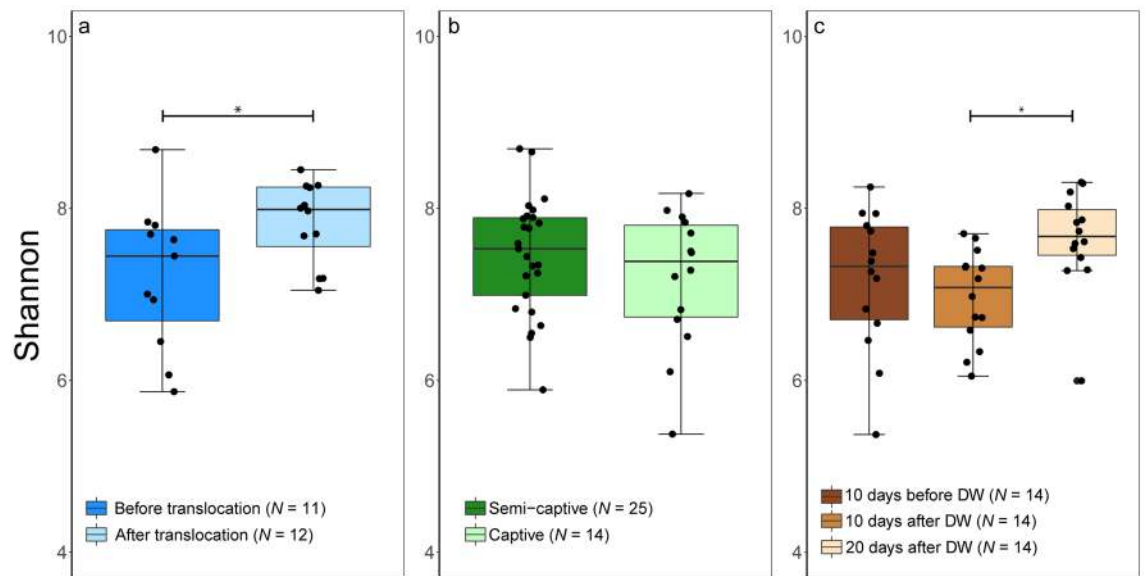 a
b
c
10
10
10
*
*
8
8
8
Shannon
6
6
6
Before translocation (N = 11)
After translocation (N = 12)
Semi−captive (N = 25)
Captive (N = 14)
10 days before DW (N = 14)
10 days after DW (N = 14)
20 days after DW (N = 14)
4
4
4